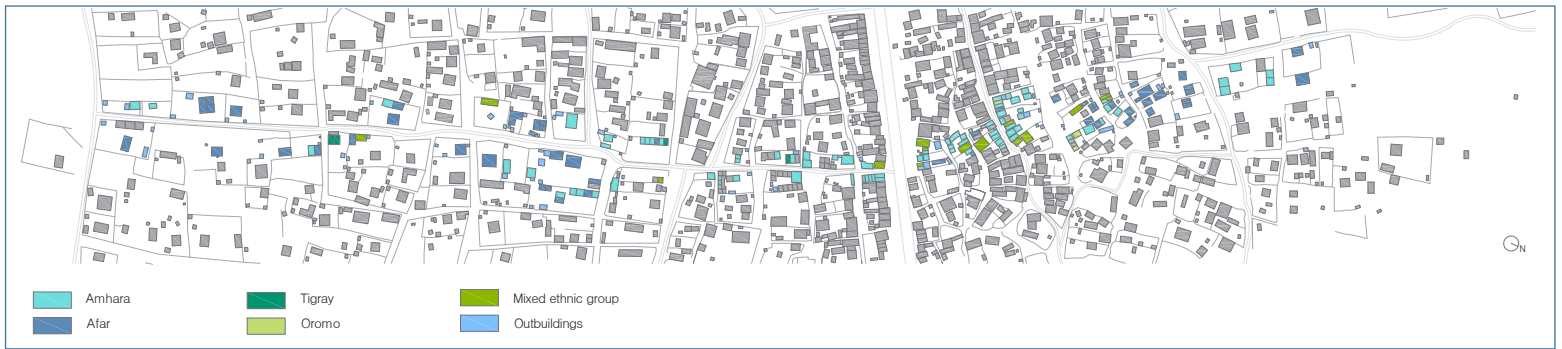 N
Amhara
Tigray
Mixed ethnic group
Afar
Oromo
Outbuildings